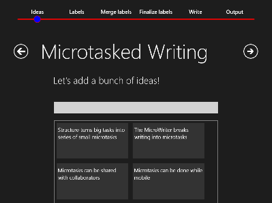 Ideas Labels Merge labels Finalize labels Write Output
Microtasked Writing
Let's add a bunch of ideas!
Structure turns big tasks into
series of small microtasks
The MicroWriter breaks
writing into microtasks
Microtasks can be shared
with collaborators
Microtasks can be done while
mobile